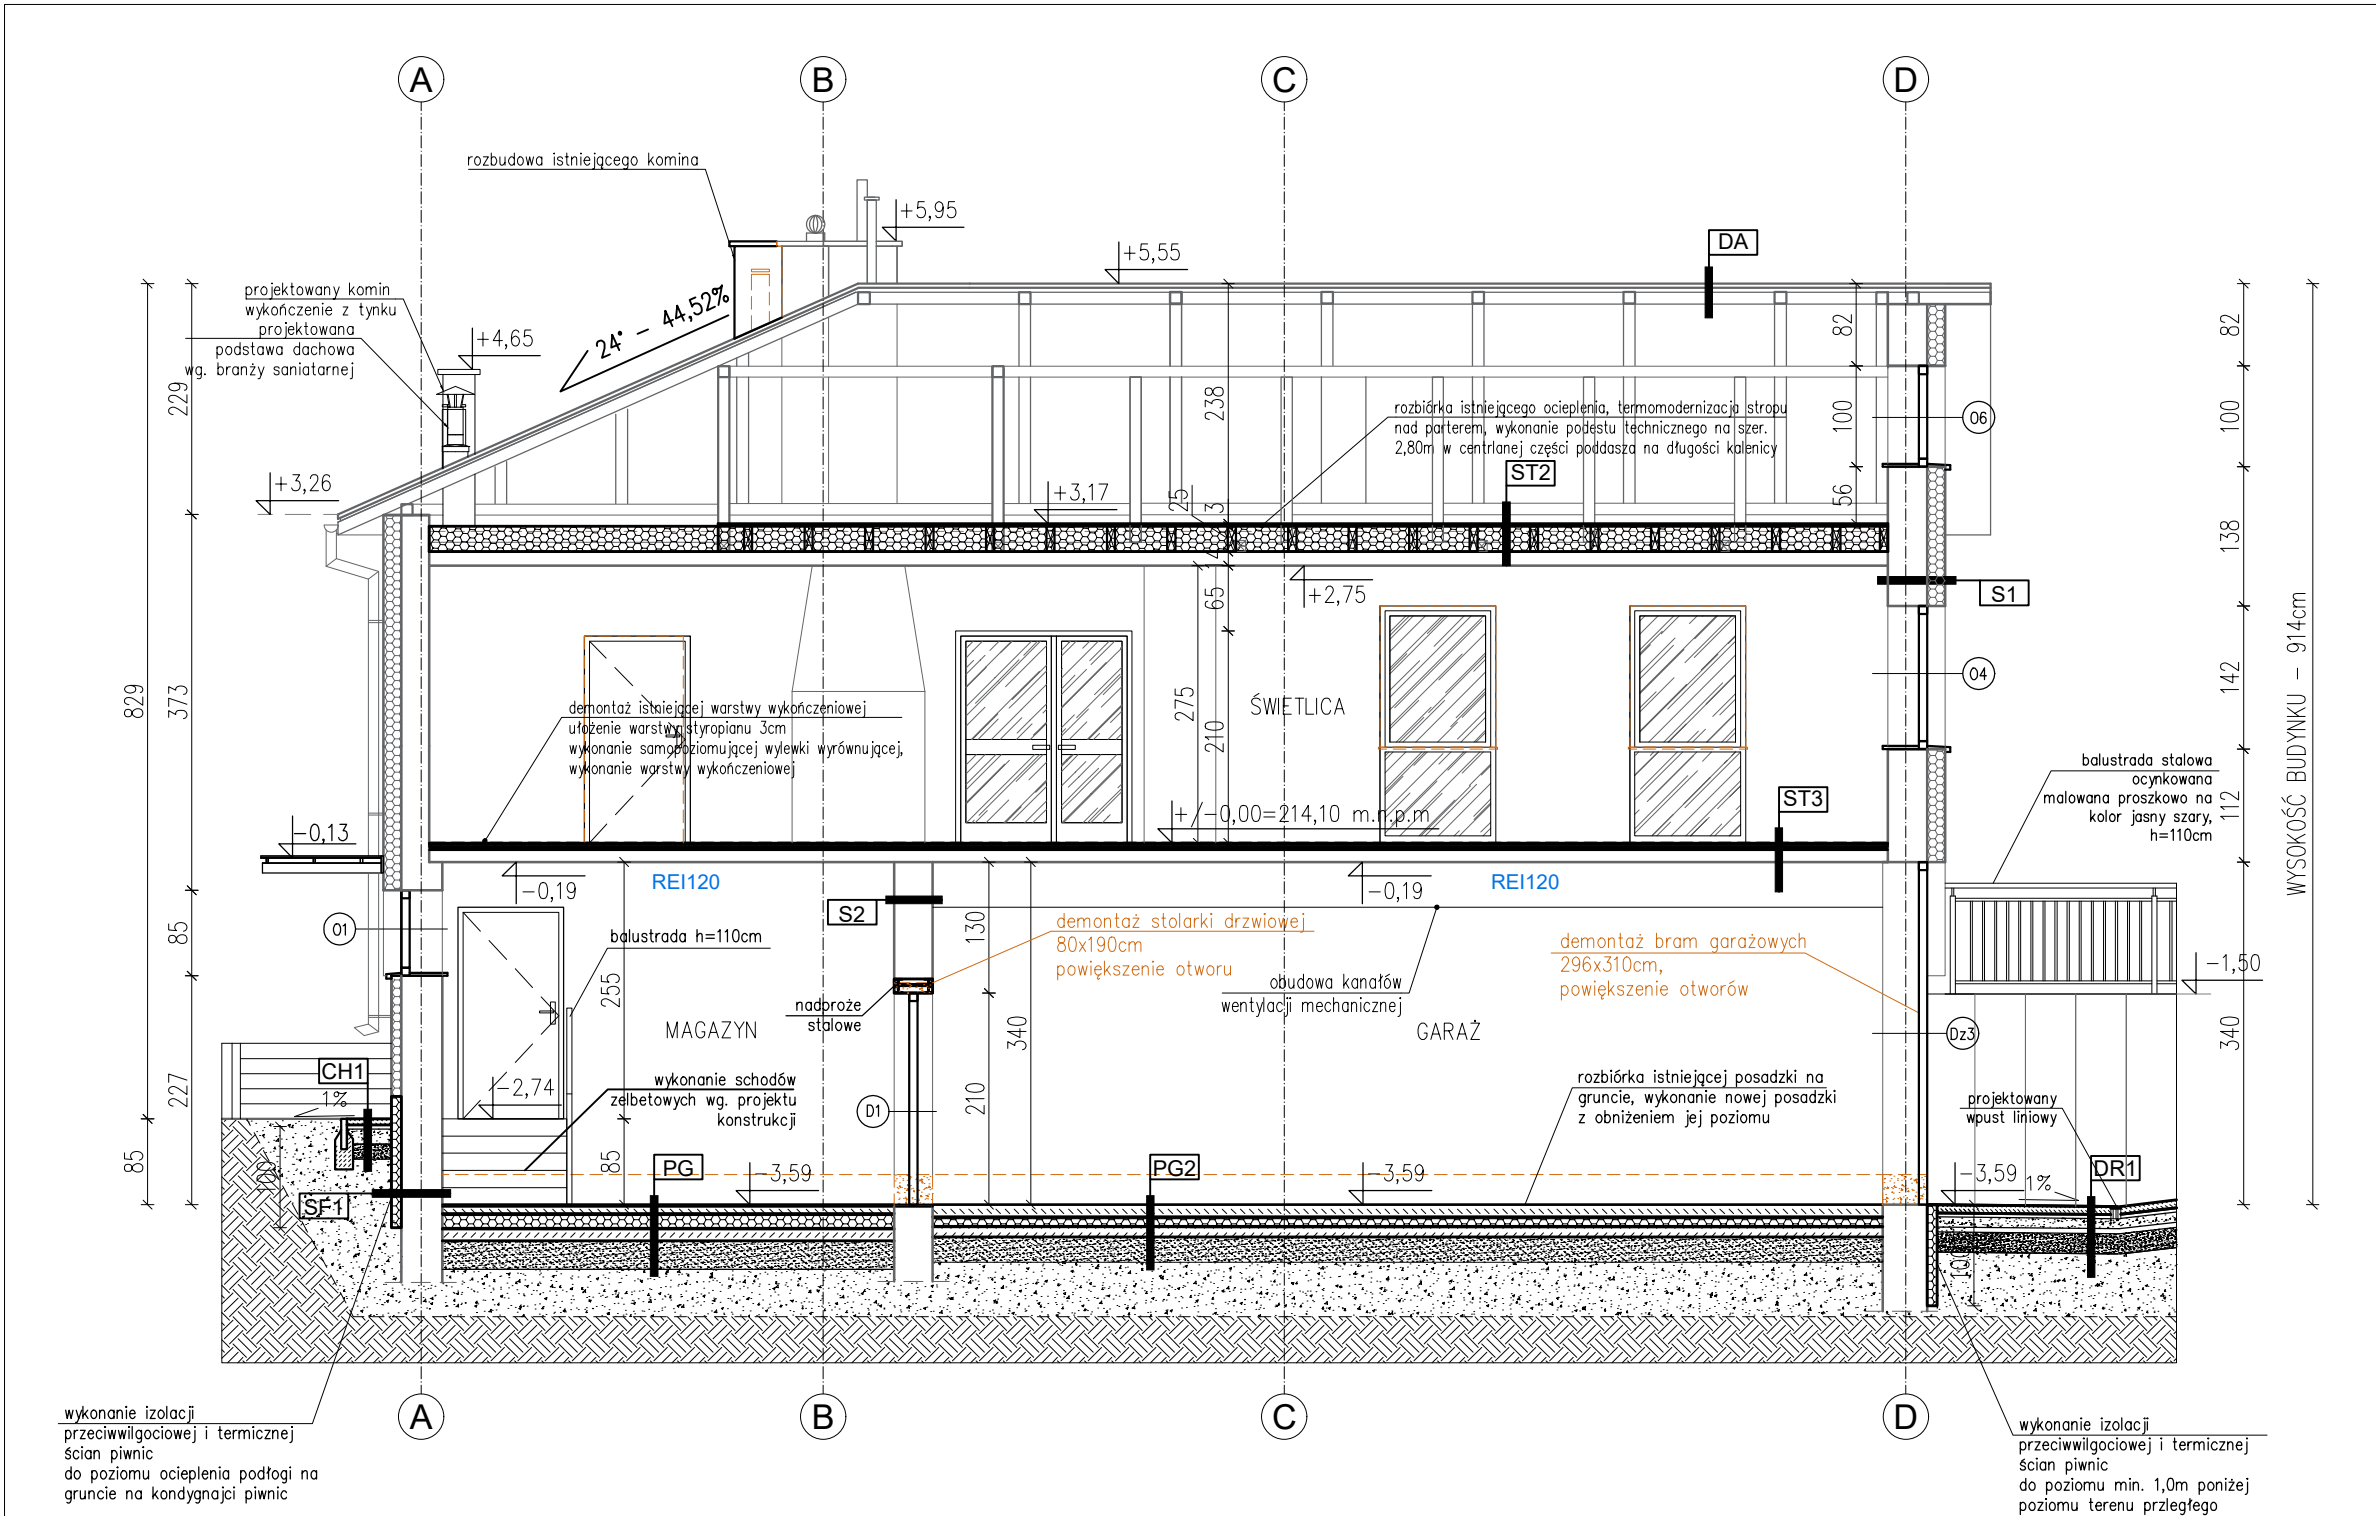 A
B
C
D
rozbudowa istniejącego komina
+5,95
+5,55
DA
projektowany komin
wykończenie z tynku
projektowana
podstawa dachowa
wg. branży saniatarnej
+4,65
24° – 44,52%
82
82
229
238
100
100
06
rozbiórka istniejącego ocieplenia, termomodernizacja stropu
nad parterem, wykonanie podestu technicznego na szer.
2,80m w centrlanej części poddasza na długości kalenicy
ST2
+3,26
+3,17
25
3
56
138
+2,75
S1
65
829
373
275
210
ŚWIETLICA
142
04
WYSOKOŚĆ BUDYNKU – 914cm
demontaż istniejącej warstwy wykończeniowej
ułożenie warstwy styropianu 3cm
wykonanie samopoziomującej wylewki wyrównującej,
wykonanie warstwy wykończeniowej
balustrada stalowa
ocynkowana
malowana proszkowo na
kolor jasny szary,
h=110cm
ST3
112
+/-0,00=214,10 m.n.p.m
-0,13
-0,19
REI120
-0,19
REI120
S2
01
85
balustrada h=110cm
130
demontaż stolarki drzwiowej
80x190cm
powiększenie otworu
demontaż bram garażowych
296x310cm,
powiększenie otworów
obudowa kanałów
wentylacji mechanicznej
-1,50
255
nadproże
stalowe
MAGAZYN
340
GARAŻ
Dz3
340
CH1
1%
-2,74
wykonanie schodów
żelbetowych wg. projektu
konstrukcji
227
D1
210
rozbiórka istniejącej posadzki na
gruncie, wykonanie nowej posadzki
z obniżeniem jej poziomu
projektowany
wpust liniowy
85
100
85
PG
-3,59
PG2
-3,59
-3,59
1%
DR1
SF1
100
A
B
C
D
wykonanie izolacji
przeciwwilgociowej i termicznej
ścian piwnic
do poziomu ocieplenia podłogi na
gruncie na kondygnajci piwnic
wykonanie izolacji
przeciwwilgociowej i termicznej
ścian piwnic
do poziomu min. 1,0m poniżej
poziomu terenu przległego